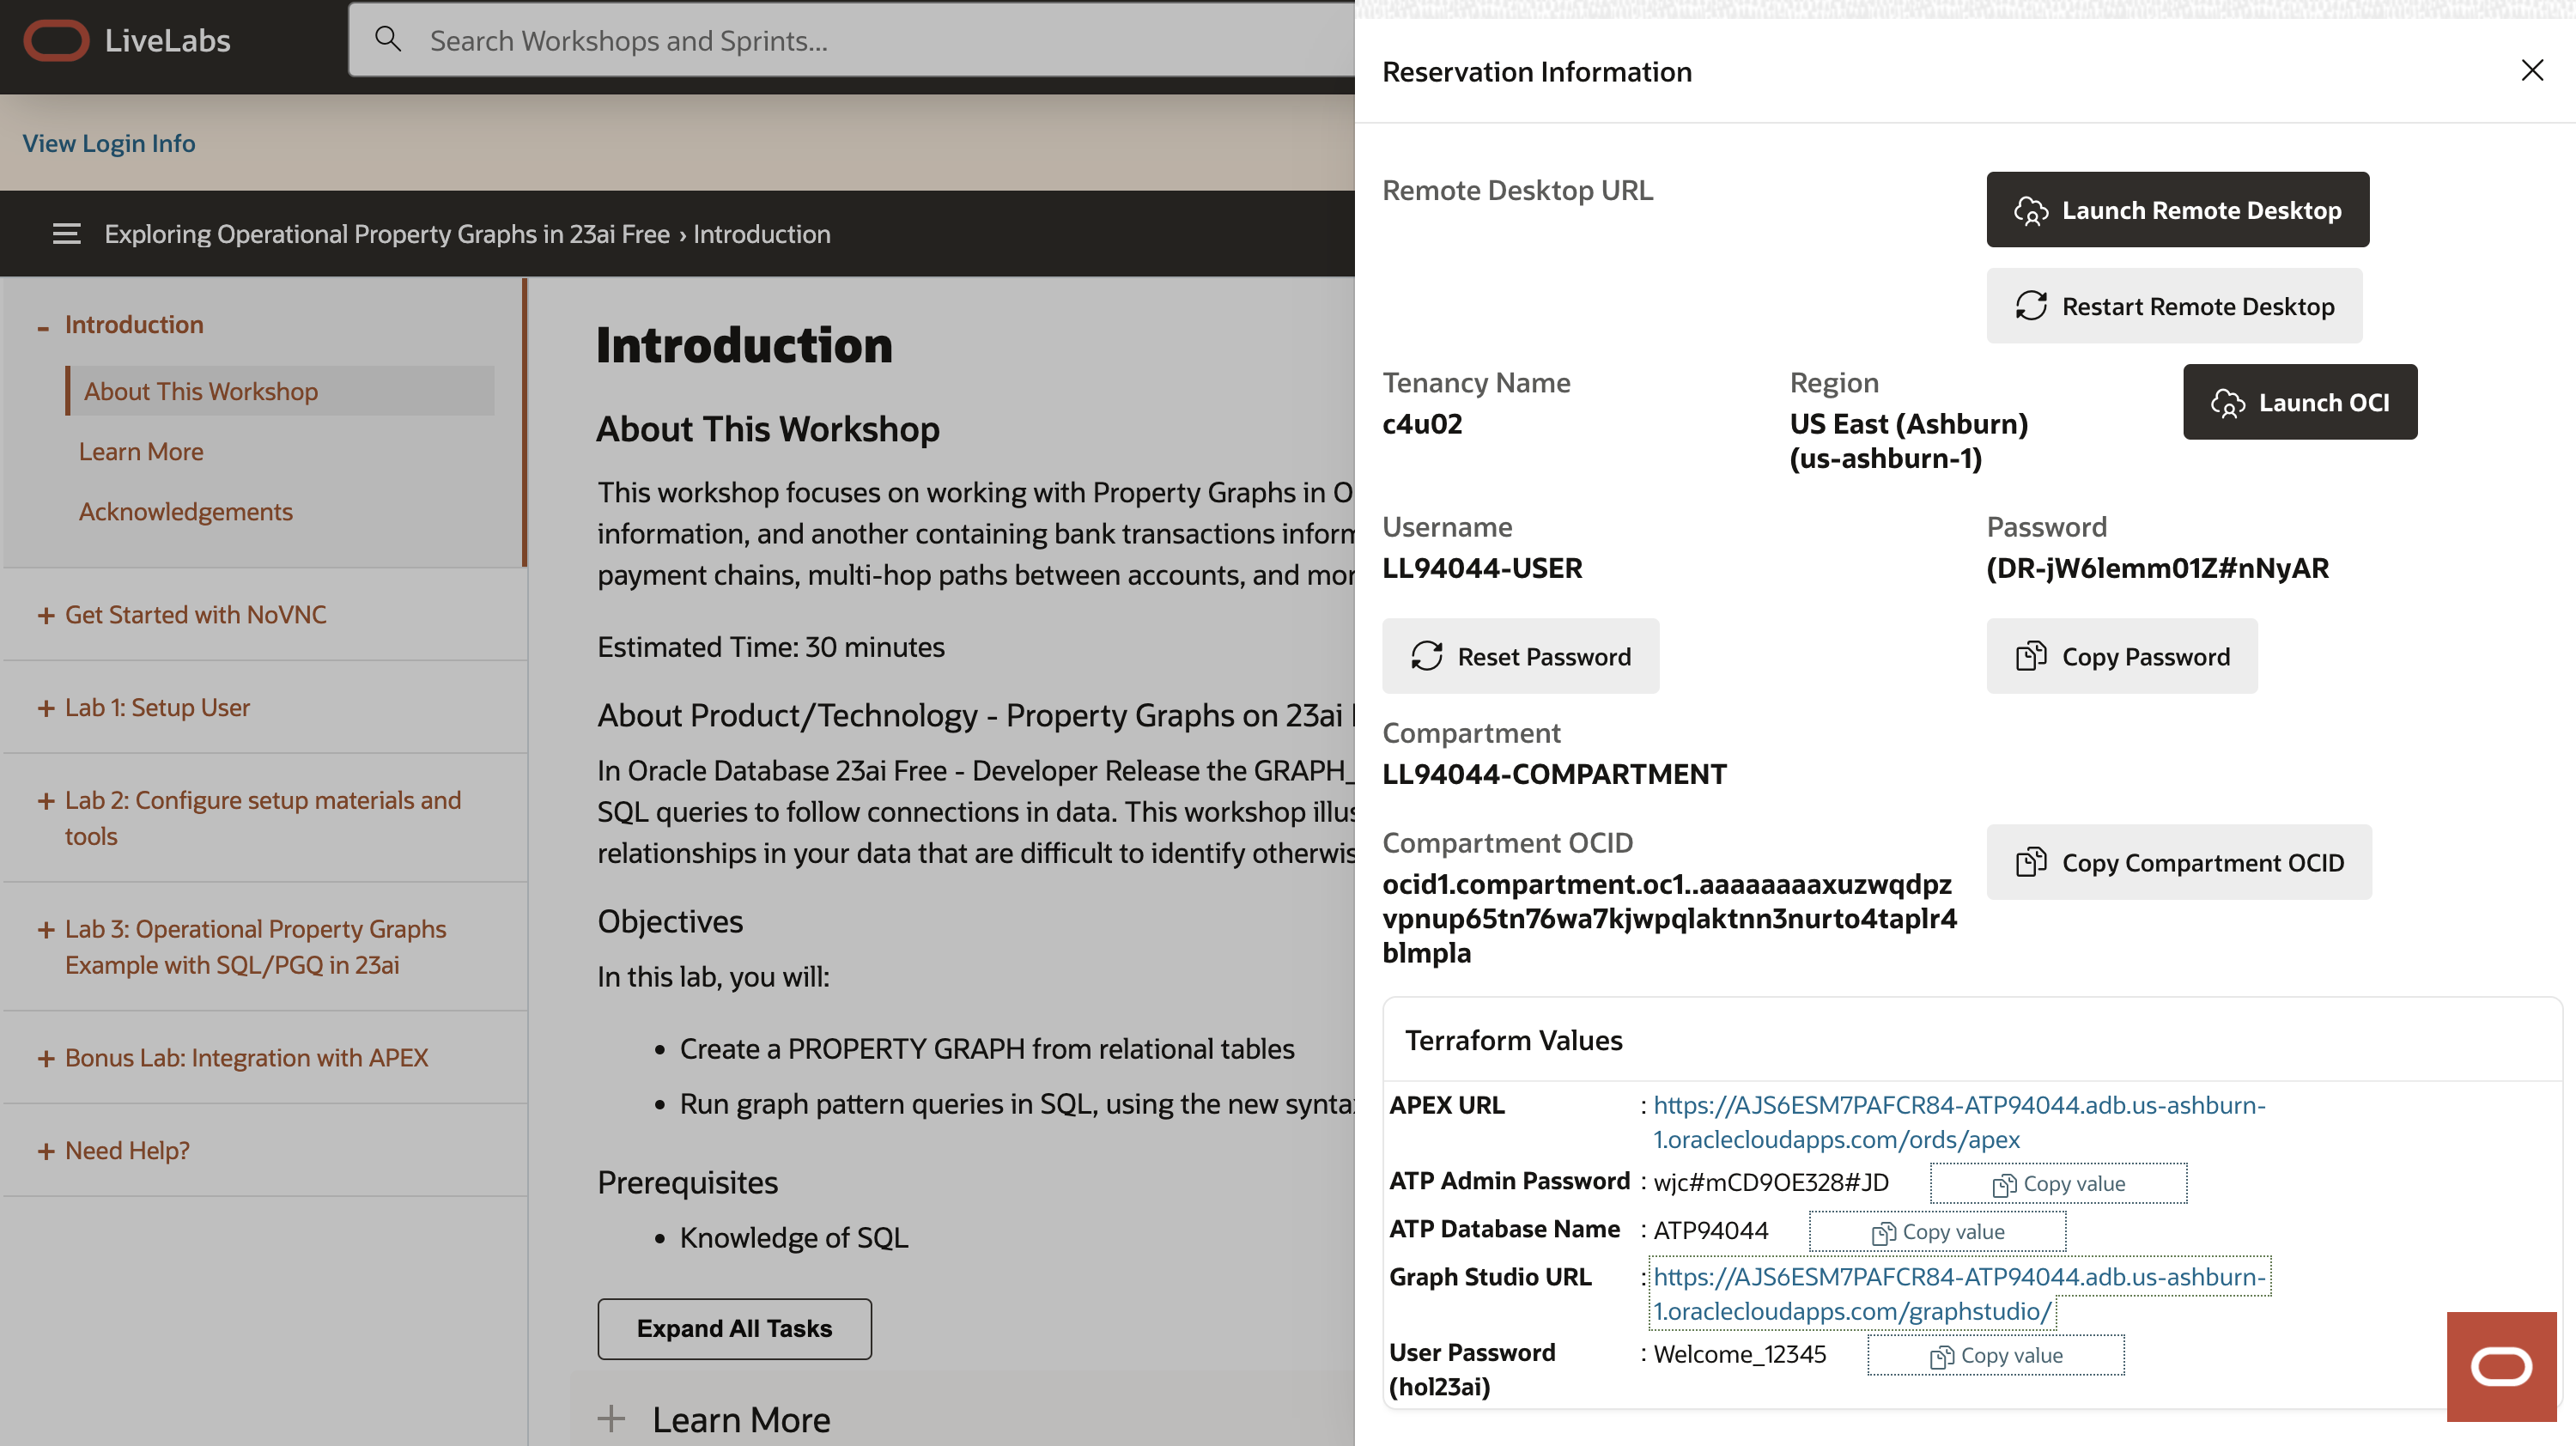 LiveLabs
Search Workshops and Sprints...
View Login Info
Exploring Operational Property Graphs in 23ai Free › Introduction
- Introduction
About This Workshop
Learn More
Acknowledgements
+ Get Started with NoVNC
+ Lab 1: Setup User
+ Lab 2: Configure setup materials and
tools
+ Lab 3: Operational Property Graphs
Example with SQL/PGQ in 23ai
+ Bonus Lab: Integration with APEX
+ Need Help?
Introduction
About This Workshop
This workshop focuses on working with Property Graphs in O
information, and another containing bank transactions inform
payment chains, multi-hop paths between accounts, and mor
Estimated Time: 30 minutes
About Product/Technology - Property Graphs on 23ai
In Oracle Database 23ai Free - Developer Release the GRAPH_
SQL queries to follow connections in data. This workshop illus
relationships in your data that are difficult to identify otherwis
Objectives
In this lab, you will:
• Create a PROPERTY GRAPH from relational tables
• Run graph pattern queries in SQL, using the new synta
Prerequisites
• Knowledge of SQL
Expand All Tasks
+ Learn More
Reservation Information
Remote Desktop URL
Launch Remote Desktop
Restart Remote Desktop
Tenancy Name
c4u02
Region
US East (Ashburn)
(us-ashburn-1)
Launch OCI
Username
LL94044-USER
Password
(DR-jW6lemm01Z#nNyAR
Reset Password
Copy Password
Compartment
LL94044-COMPARTMENT
Compartment OCID
ocid1.compartment.oc1..aaaaaaaaxuzwqdpz
vpnup65tn76wa7kjwpqlaktnn3nurto4taplr4
blmpla
Copy Compartment OCID
Terraform Values
APEX URL : https://AJS6ESM7PAFCR84-ATP94044.adb.us-ashburn-
1.oraclecloudapps.com/ords/apex
ATP Admin Password : wjc#mCD9OE328#JD Copy value
ATP Database Name : ATP94044 Copy value
Graph Studio URL : https://AJS6ESM7PAFCR84-ATP94044.adb.us-ashburn-
1.oraclecloudapps.com/graphstudio/
User Password : Welcome_12345 Copy value
(hol23ai)